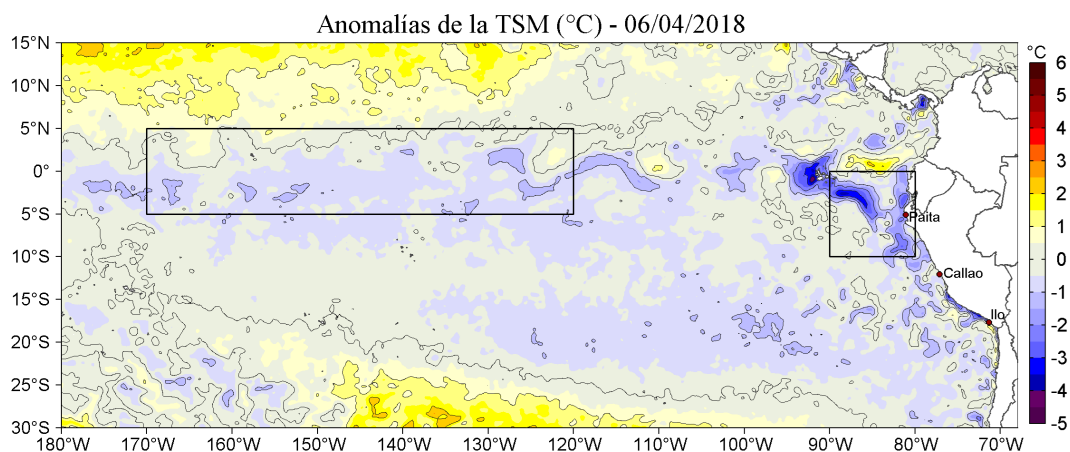 Anomalías de la TSM (°C) - 06/04/2018
15°N
10°N
5°N
0°
5°S
10°S
15°S
20°S
25°S
30°S
180°W
170°W
160°W
150°W
140°W
130°W
120°W
110°W
100°W
90°W
80°W
70°W
Paita
Callao
Ilo
°C
6
5
4
3
2
1
0
-1
-2
-3
-4
-5